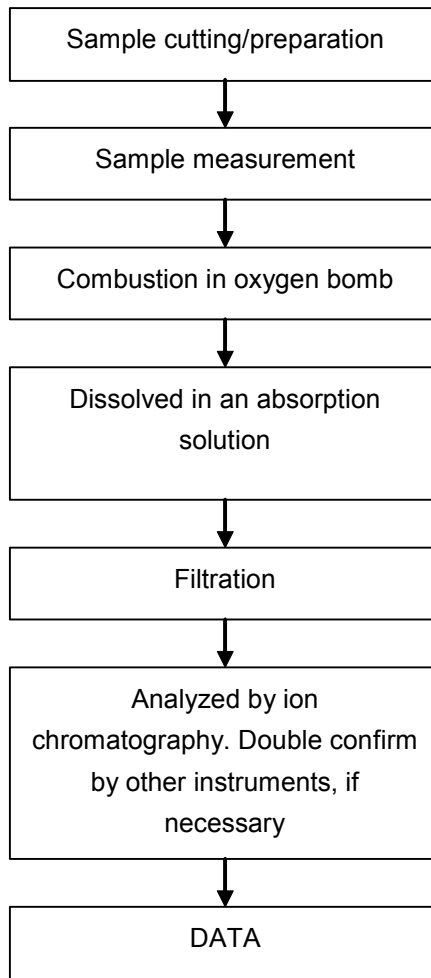 Sample cutting/preparation
Sample measurement
Combustion in oxygen bomb
Dissolved in an absorption
solution
Filtration
Analyzed by ion
chromatography. Double confirm
by other instruments, if
necessary
DATA